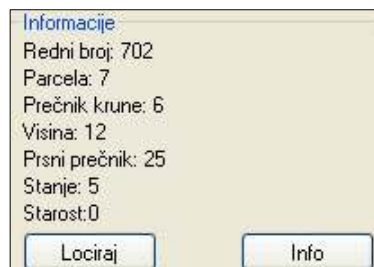 Informacije
Redni broj: 702
Parcela: 7
Prečnik krune: 6
Visina: 12
Prsni prečnik: 25
Stanje: 5
Starost:0
Lociraj Info